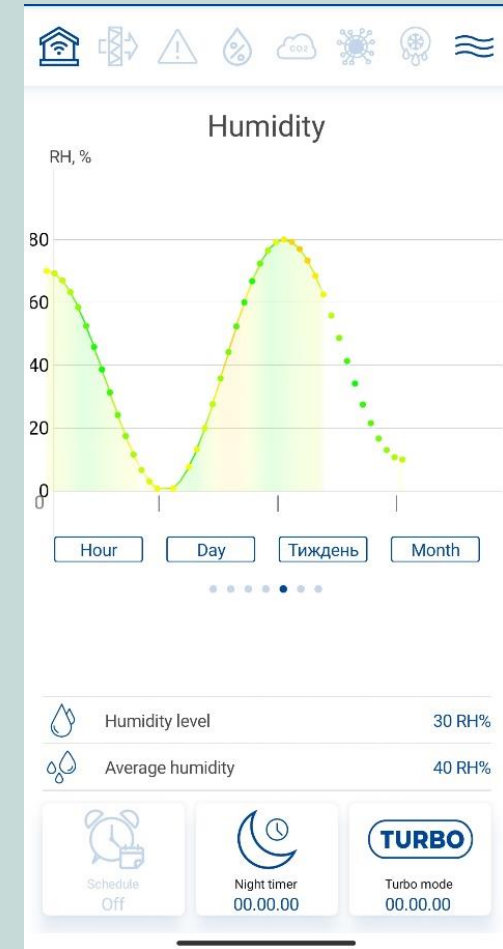 CO2
Humidity
RH, %
80
60
40
20
0
0
Hour Day Тиждень Month
Humidity level 30 RH%
Average humidity 40 RH%
TURBO
Schedule Night timer Turbo mode
Off 00.00.00 00.00.00